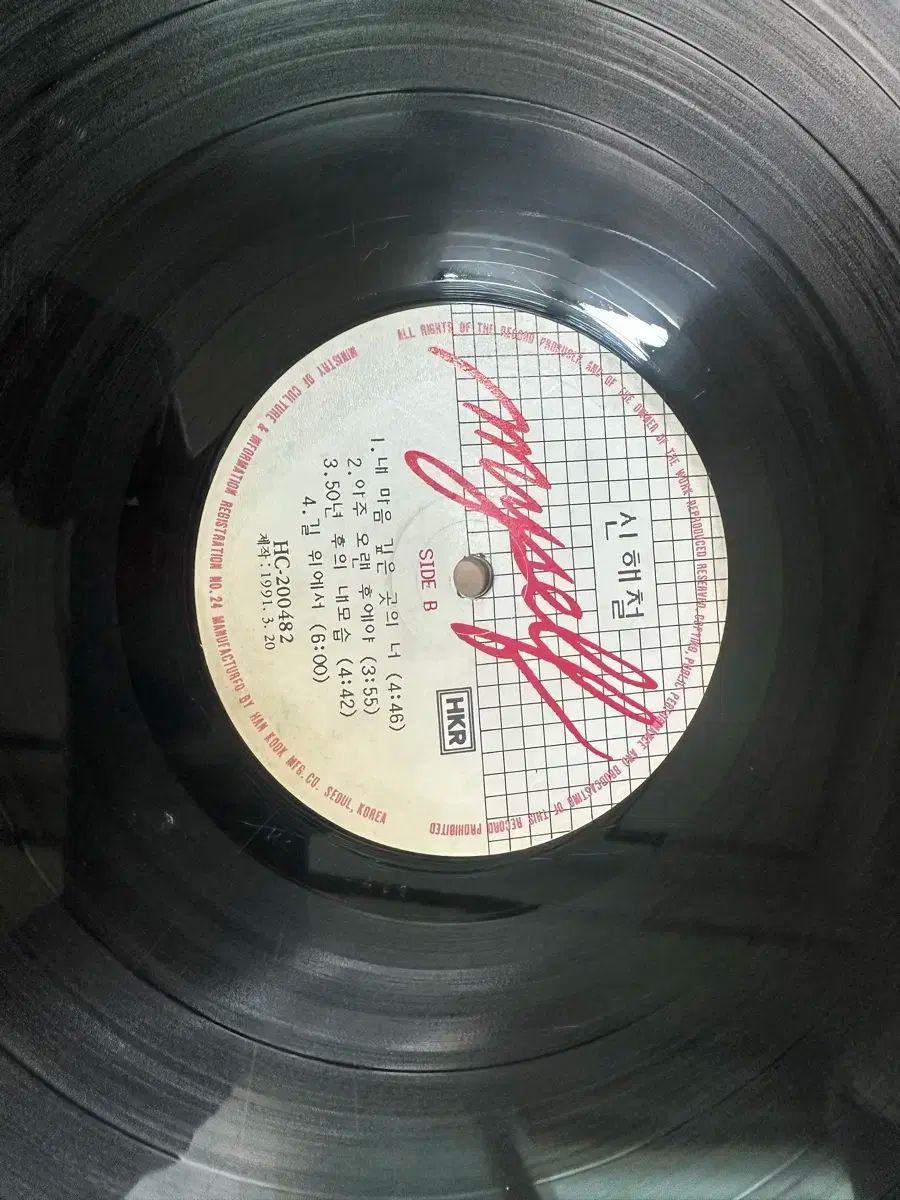 신해철
myself
HKR
SIDE B
1.내 마음 깊은 곳의 너 (4:46)
2.아주 오랜 후에야 (3:55)
3.50년 후의 내모습 (4:42)
4.길 위에서 (6:00)
HC-200482
제작:1991.3.20
ALL RIGHTS OF THE RECORD PRODUCER AND OF THE OWNER OF THE WORK REPRODUCED RESERVED COPYING, PUBLIC PERFORMANCE AND BROADCASTING OF THIS RECORD PROHIBITED
MINISTRY OF CULTURE & INFORMATION REGISTRATION NO.24 MANUFACTURED BY HAN KOOK MFG. CO. SEOUL, KOREA